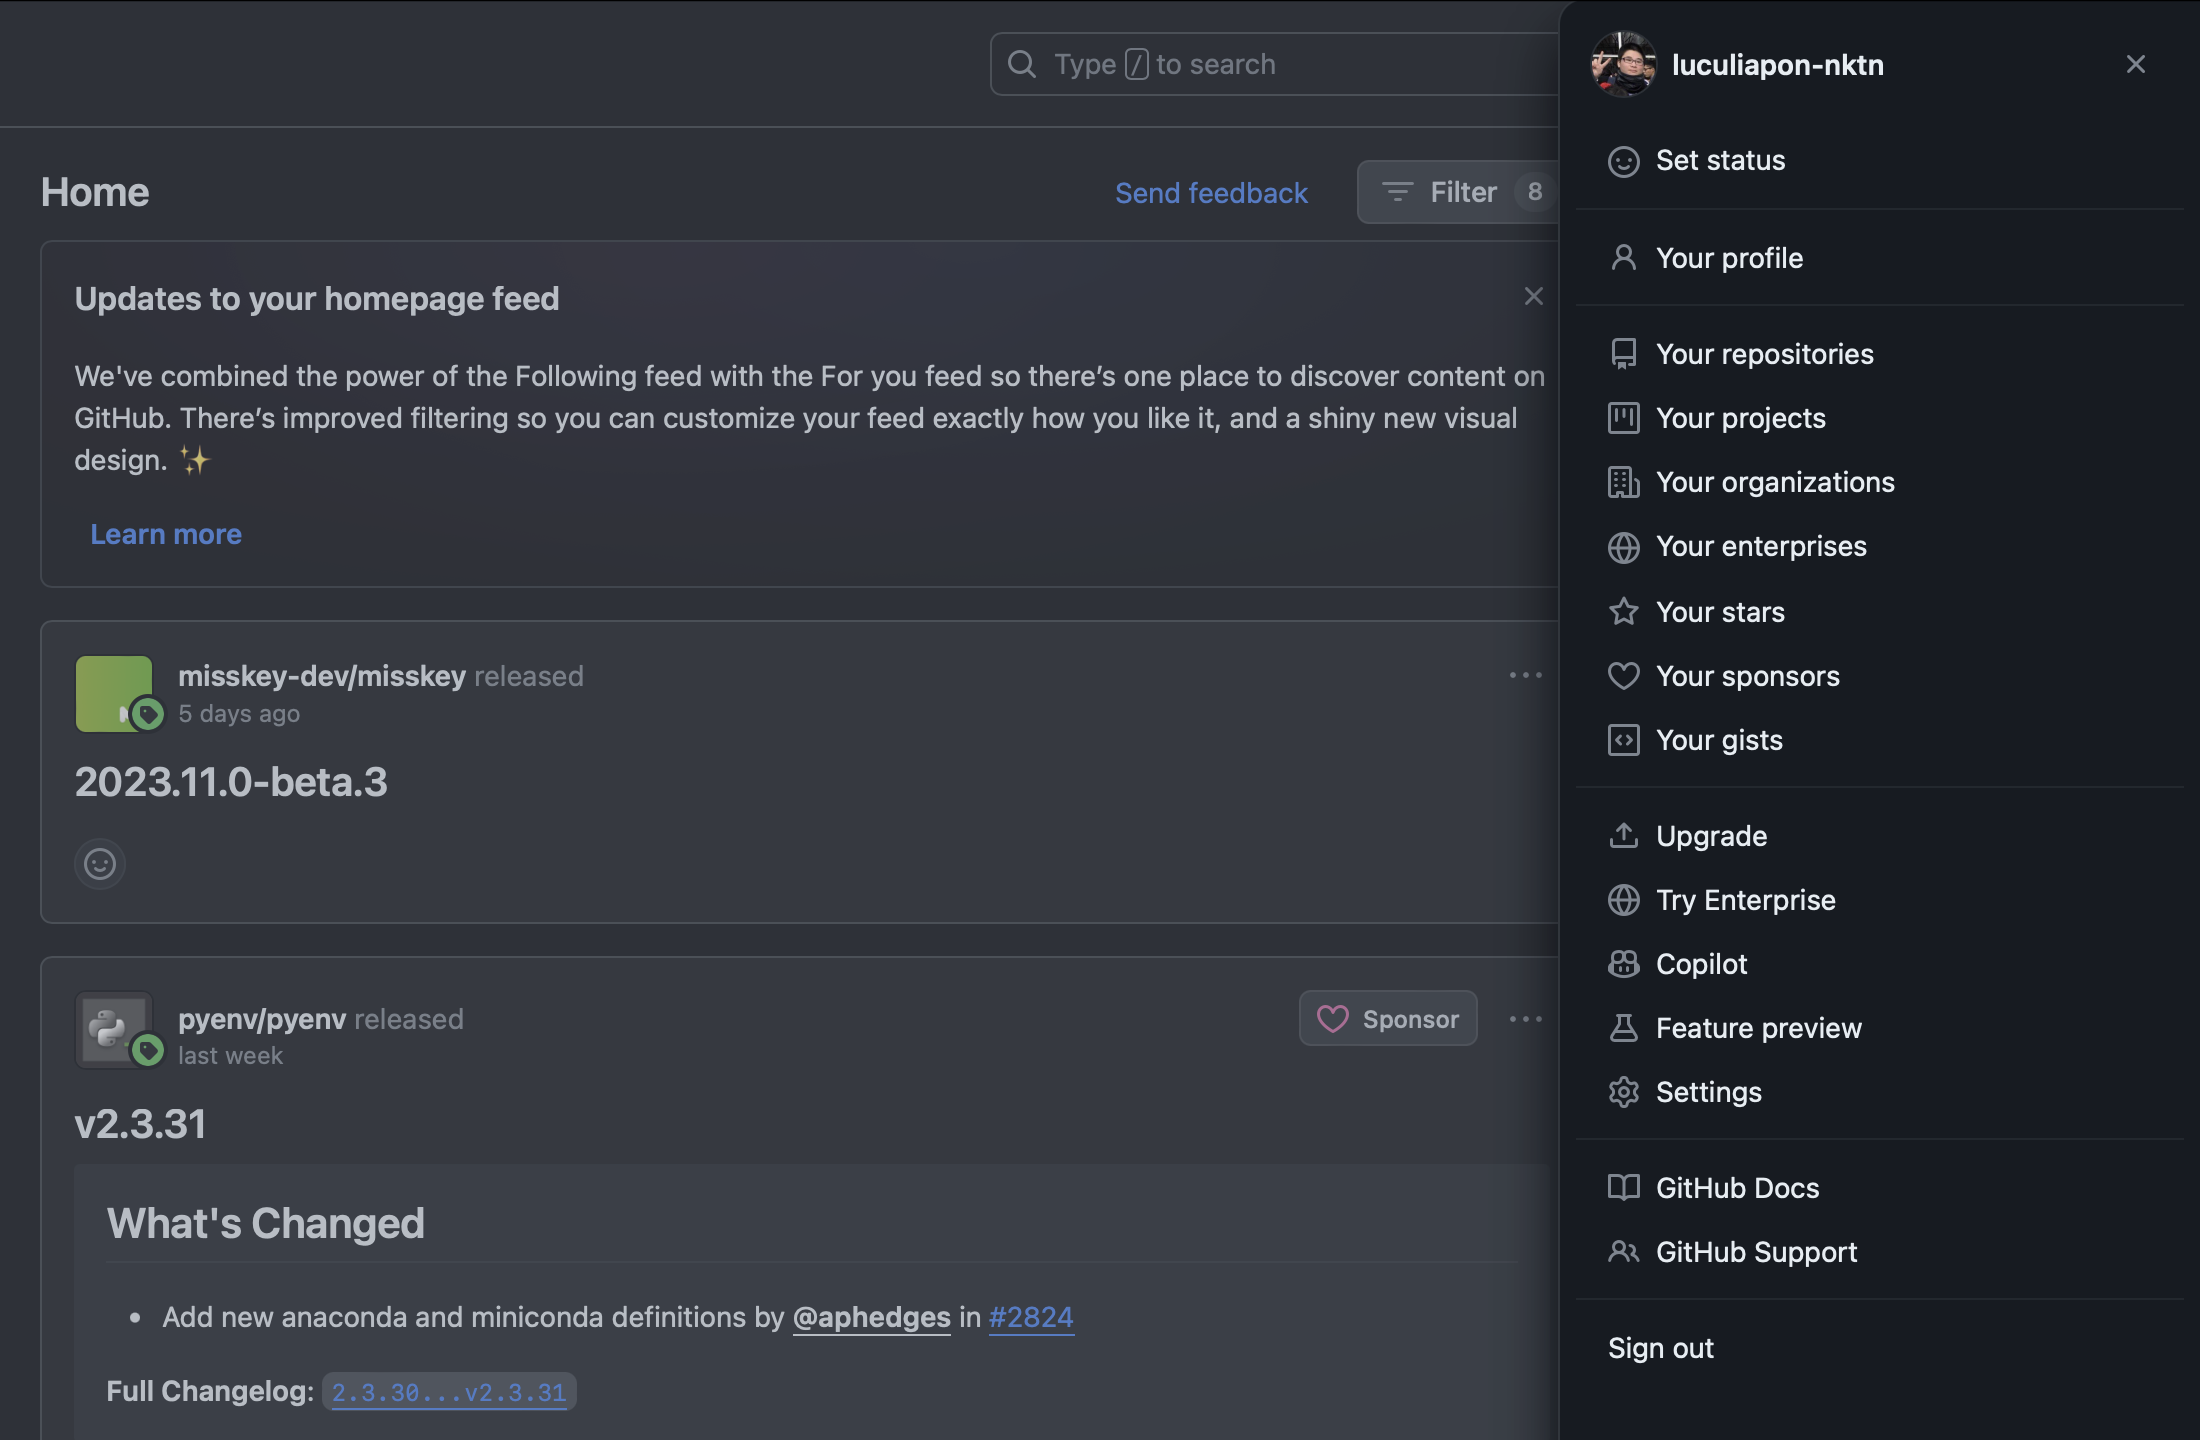 Type / to search
luculiapon-nktn
Home
Send feedback
Filter 8
Updates to your homepage feed
We've combined the power of the Following feed with the For you feed so there’s one place to discover content on
GitHub. There’s improved filtering so you can customize your feed exactly how you like it, and a shiny new visual
design. ✨
Learn more
misskey-dev/misskey released
5 days ago
2023.11.0-beta.3
pyenv/pyenv released
last week
Sponsor
v2.3.31
What's Changed
• Add new anaconda and miniconda definitions by @aphedges in #2824
Full Changelog: 2.3.30...v2.3.31
Set status
Your profile
Your repositories
Your projects
Your organizations
Your enterprises
Your stars
Your sponsors
Your gists
Upgrade
Try Enterprise
Copilot
Feature preview
Settings
GitHub Docs
GitHub Support
Sign out